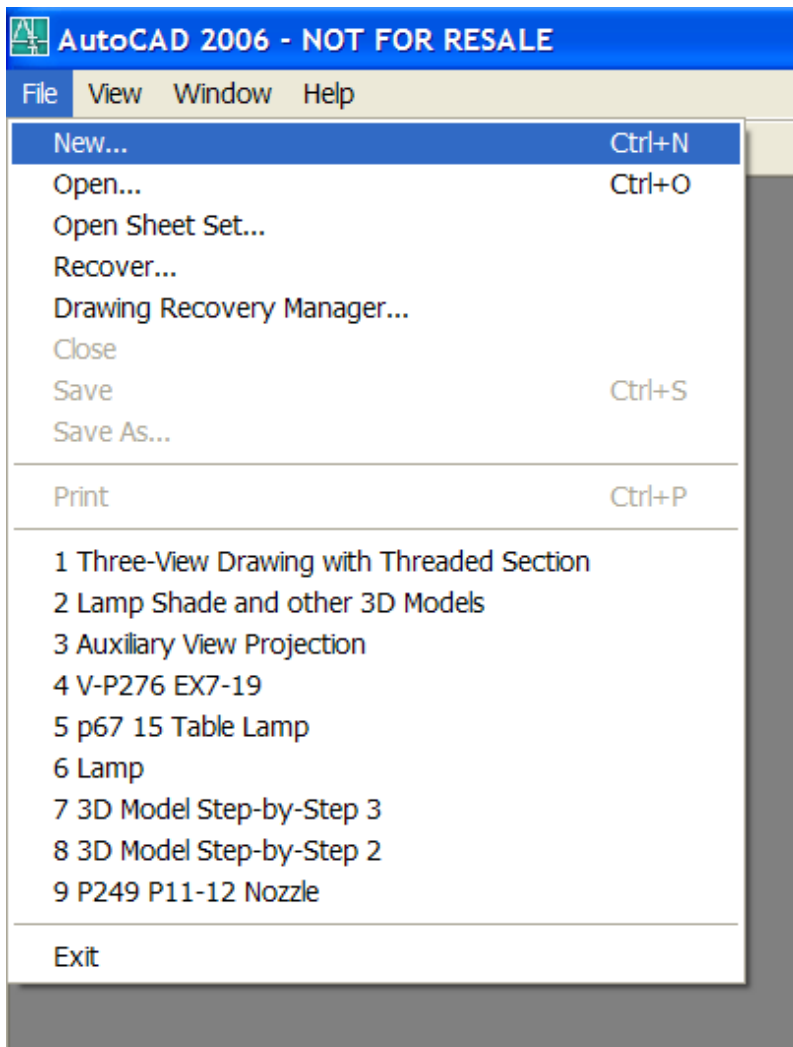 AutoCAD 2006 - NOT FOR RESALE
File View Window Help
New... Ctrl+N
Open... Ctrl+O
Open Sheet Set...
Recover...
Drawing Recovery Manager...
Close
Save Ctrl+S
Save As...
Print Ctrl+P
1 Three-View Drawing with Threaded Section
2 Lamp Shade and other 3D Models
3 Auxiliary View Projection
4 V-P276 EX7-19
5 p67 15 Table Lamp
6 Lamp
7 3D Model Step-by-Step 3
8 3D Model Step-by-Step 2
9 P249 P11-12 Nozzle
Exit